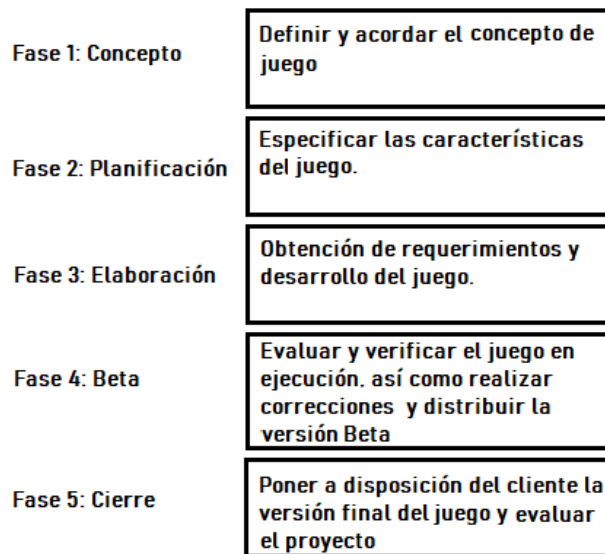 Fase 1: Concepto
Definir y acordar el concepto de
juego
Fase 2: Planificación
Especificar las características
del juego.
Fase 3: Elaboración
Obtención de requerimientos y
desarrollo del juego.
Fase 4: Beta
Evaluar y verificar el juego en
ejecución, así como realizar
correcciones y distribuir la
versión Beta
Fase 5: Cierre
Poner a disposición del cliente la
versión final del juego y evaluar
el proyecto